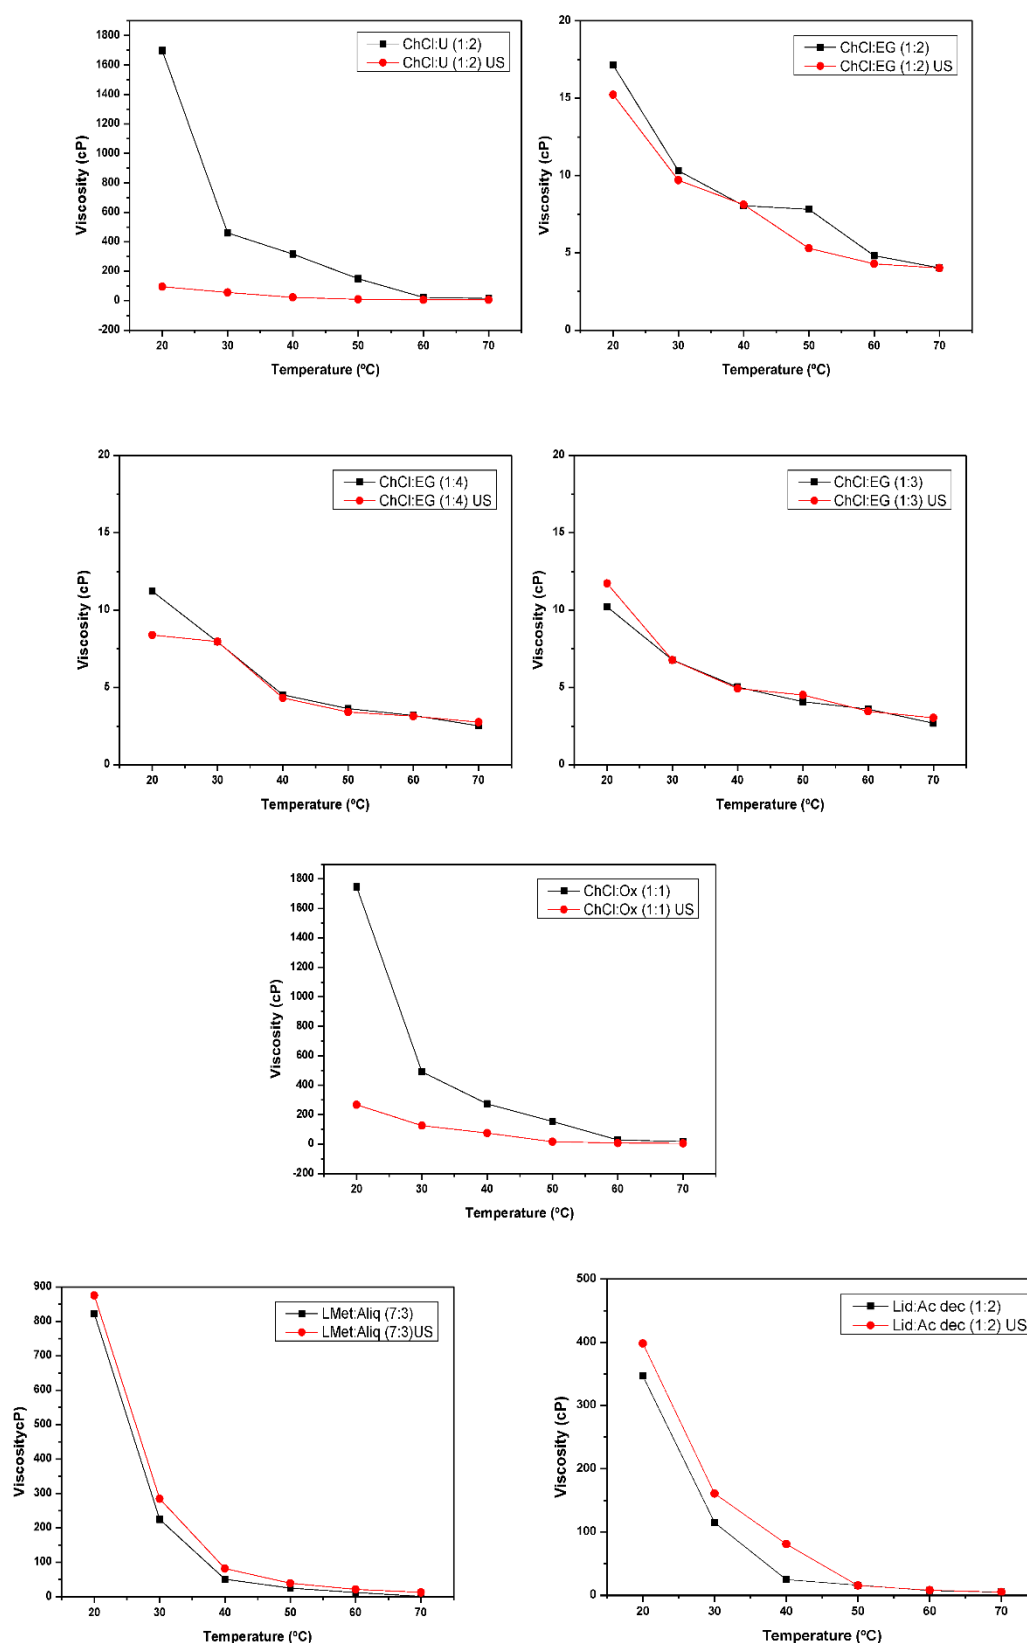 ChCl:U (1:2)
ChCl:U (1:2) US
Viscosity (cP)
1800
1600
1400
1200
1000
800
600
400
200
0
-200
20 30 40 50 60 70
Temperature (ºC)
ChCl:EG (1:2)
ChCl:EG (1:2) US
Viscosity (cP)
20
15
10
5
0
20 30 40 50 60 70
Temperature (ºC)
ChCl:EG (1:4)
ChCl:EG (1:4) US
Viscosity (cP)
20
15
10
5
0
20 30 40 50 60 70
Temperature (ºC)
ChCl:EG (1:3)
ChCl:EG (1:3) US
Viscosity (cP)
20
15
10
5
0
20 30 40 50 60 70
Temperature (ºC)
ChCl:Ox (1:1)
ChCl:Ox (1:1) US
Viscosity (cP)
1800
1600
1400
1200
1000
800
600
400
200
0
-200
20 30 40 50 60 70
Temperature (ºC)
LMet:Aliq (7:3)
LMet:Aliq (7:3)US
ViscositycP)
900
800
700
600
500
400
300
200
100
0
20 30 40 50 60 70
Temperature (ºC)
Lid:Ac dec (1:2)
Lid:Ac dec (1:2) US
Viscosity (cP)
500
400
300
200
100
0
20 30 40 50 60 70
Temperature (ºC)